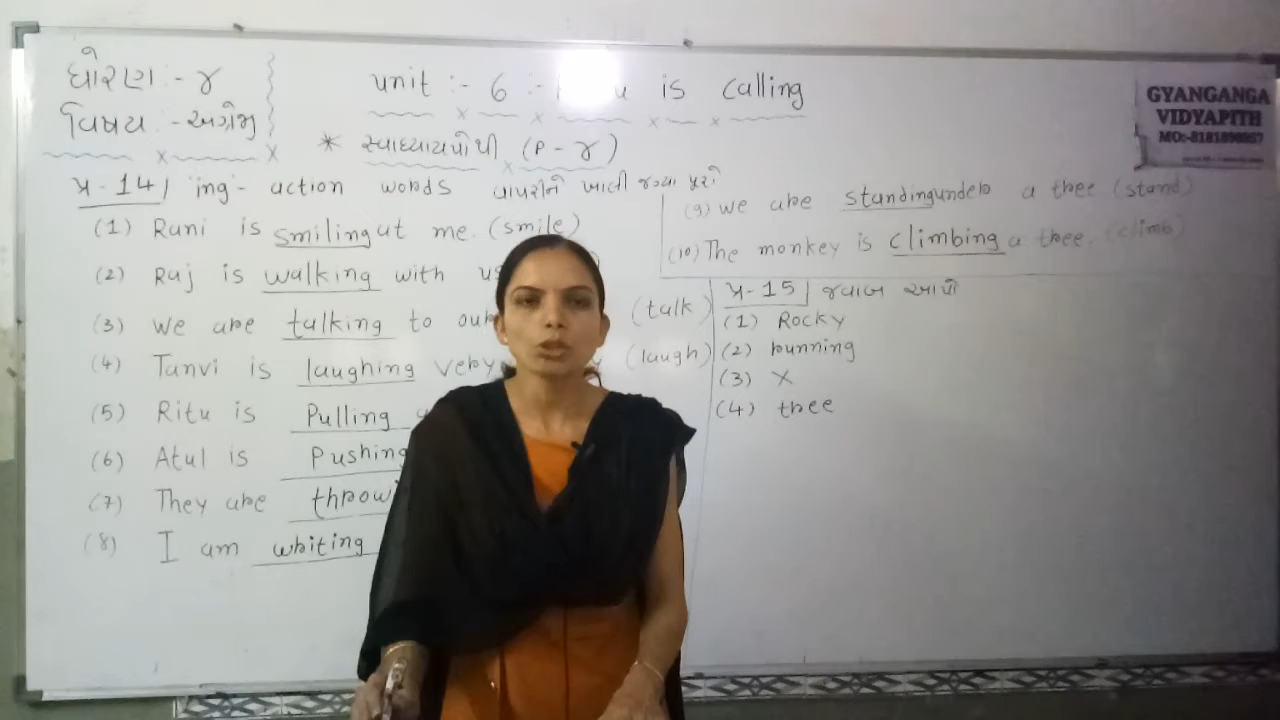 ધોરણ :- ૪
વિષય :- અંગ્રેજી
unit :- 6 :- is calling
* સ્વાધ્યાયપોથી (P - ૪)
પ્ર - 14) 'ing' - action words વાપરીને ખાલી જગ્યા પૂરો
(1) Rani is smiling at me. (smile)
(2) Raj is walking with us
(3) We are talking to our (talk)
(4) Tanvi is laughing very (laugh)
(5) Ritu is Pulling
(6) Atul is Pushing
(7) They are
(8) I am writing
(9) We are standing under a tree (stand)
(10) The monkey is climbing a tree. (climb)
પ્ર - 15) જવાબ આપો
(1) Rocky
(2) running
(3) X
(4) tree
GYANGANGA
VIDYAPITH